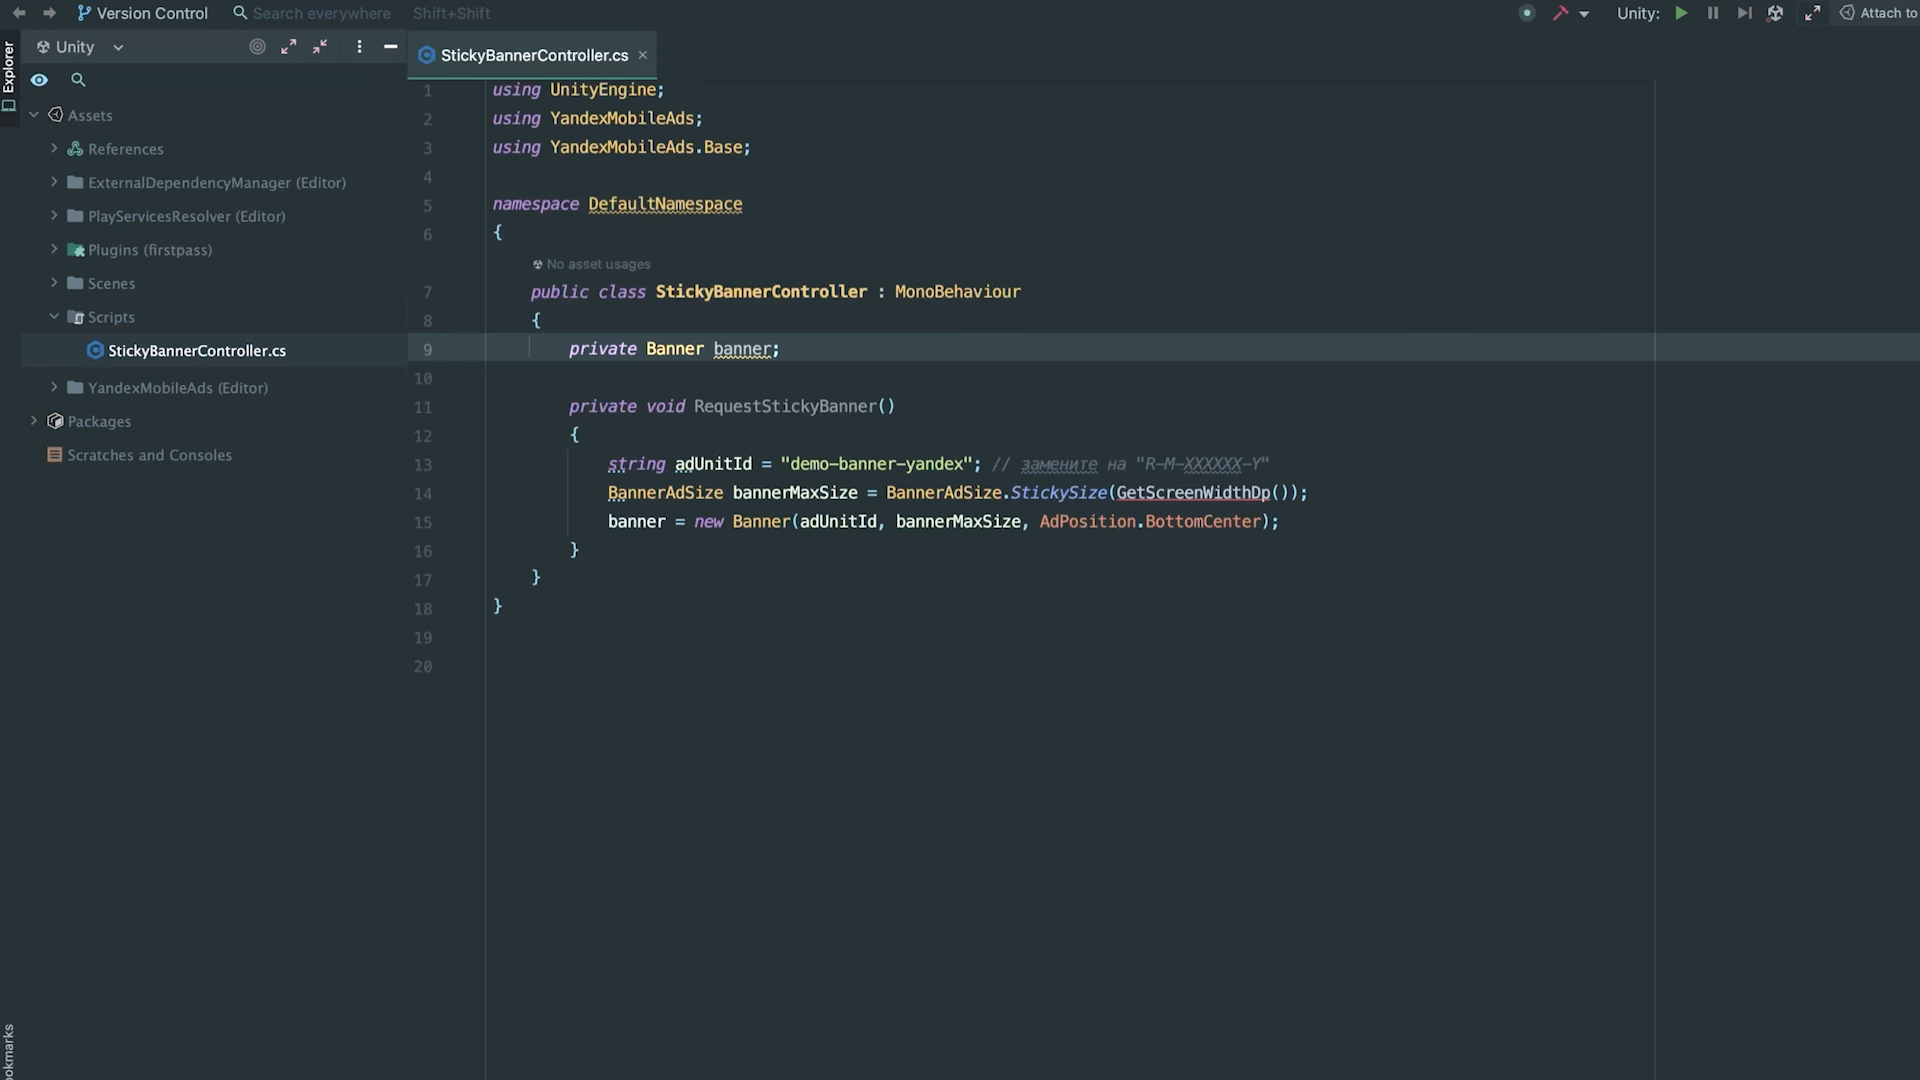 Version Control
Search everywhere Shift+Shift
Unity:
Attach to
Explorer
Unity
StickyBannerController.cs
Assets
References
ExternalDependencyManager (Editor)
PlayServicesResolver (Editor)
Plugins (firstpass)
Scenes
Scripts
StickyBannerController.cs
YandexMobileAds (Editor)
Packages
Scratches and Consoles
1 using UnityEngine;
2 using YandexMobileAds;
3 using YandexMobileAds.Base;
4
5 namespace DefaultNamespace
6 {
No asset usages
7 public class StickyBannerController : MonoBehaviour
8 {
9 private Banner banner;
10
11 private void RequestStickyBanner()
12 {
13 string adUnitId = "demo-banner-yandex"; // замените на "R-M-XXXXXX-Y"
14 BannerAdSize bannerMaxSize = BannerAdSize.StickySize(GetScreenWidthDp());
15 banner = new Banner(adUnitId, bannerMaxSize, AdPosition.BottomCenter);
16 }
17 }
18 }
19
20
ookmarks